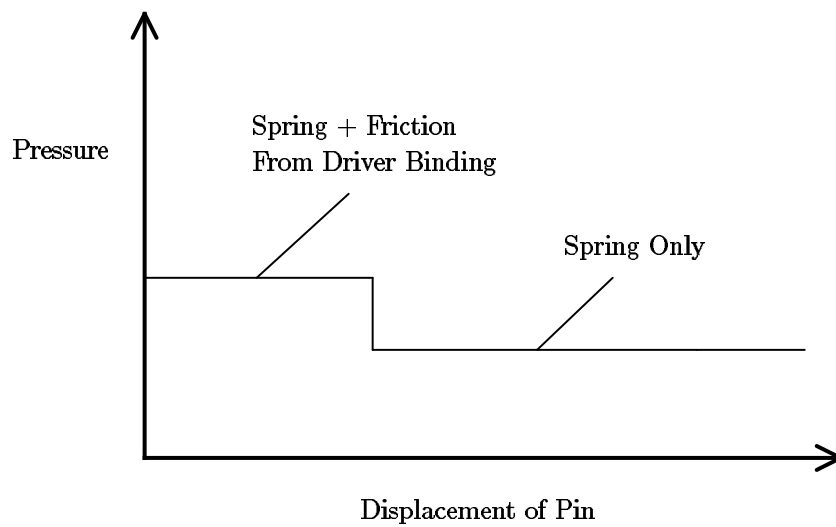 Spring + Friction
Pressure
From Driver Binding
Spring Only
Displacement of Pin